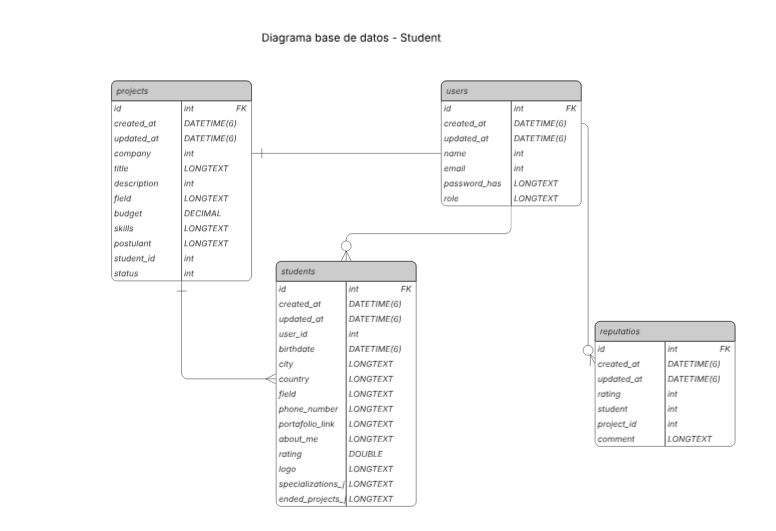 Diagrama base de datos - Student
projects
id int FK
created_at DATETIME(6)
updated_at DATETIME(6)
company int
title LONGTEXT
description int
field LONGTEXT
budget DECIMAL
skills LONGTEXT
postulant LONGTEXT
student_id int
status int
users
id int FK
created_at DATETIME(6)
updated_at DATETIME(6)
name int
email int
password_has LONGTEXT
role LONGTEXT
students
id int FK
created_at DATETIME(6)
updated_at DATETIME(6)
user_id int
birthdate DATETIME(6)
city LONGTEXT
country LONGTEXT
field LONGTEXT
phone_number LONGTEXT
portafolio_link LONGTEXT
about_me LONGTEXT
rating DOUBLE
logo LONGTEXT
specializations_j LONGTEXT
ended_projects_j LONGTEXT
reputatios
id int FK
created_at DATETIME(6)
updated_at DATETIME(6)
rating int
student int
project_id int
comment LONGTEXT